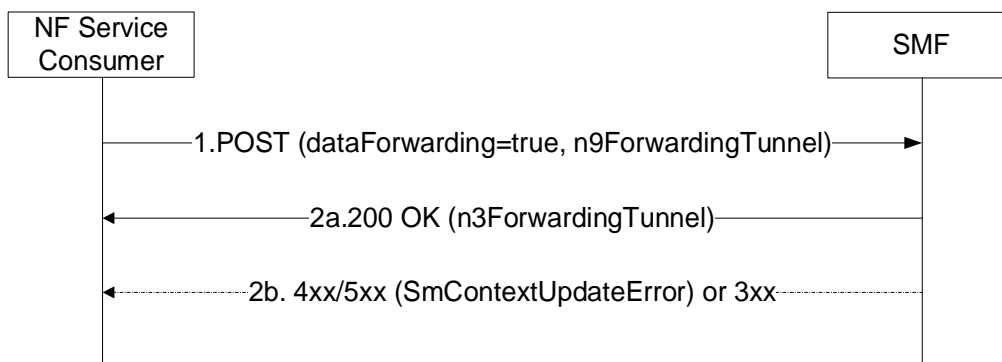 NF Service
Consumer
SMF
1.POST (dataForwarding=true, n9ForwardingTunnel)
2a.200 OK (n3ForwardingTunnel)
2b. 4xx/5xx (SmContextUpdateError) or 3xx